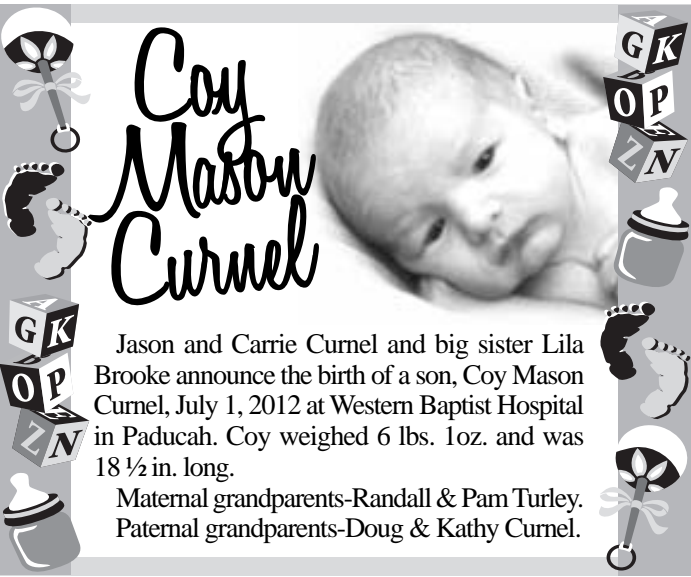 Coy
Mason
Curnel
Jason and Carrie Curnel and big sister Lila
Brooke announce the birth of a son, Coy Mason
Curnel, July 1, 2012 at Western Baptist Hospital
in Paducah. Coy weighed 6 lbs. 1oz. and was
18 ½ in. long.
Maternal grandparents-Randall & Pam Turley.
Paternal grandparents-Doug & Kathy Curnel.
A
G K
O P
Z N
A
G K
O P
Z N